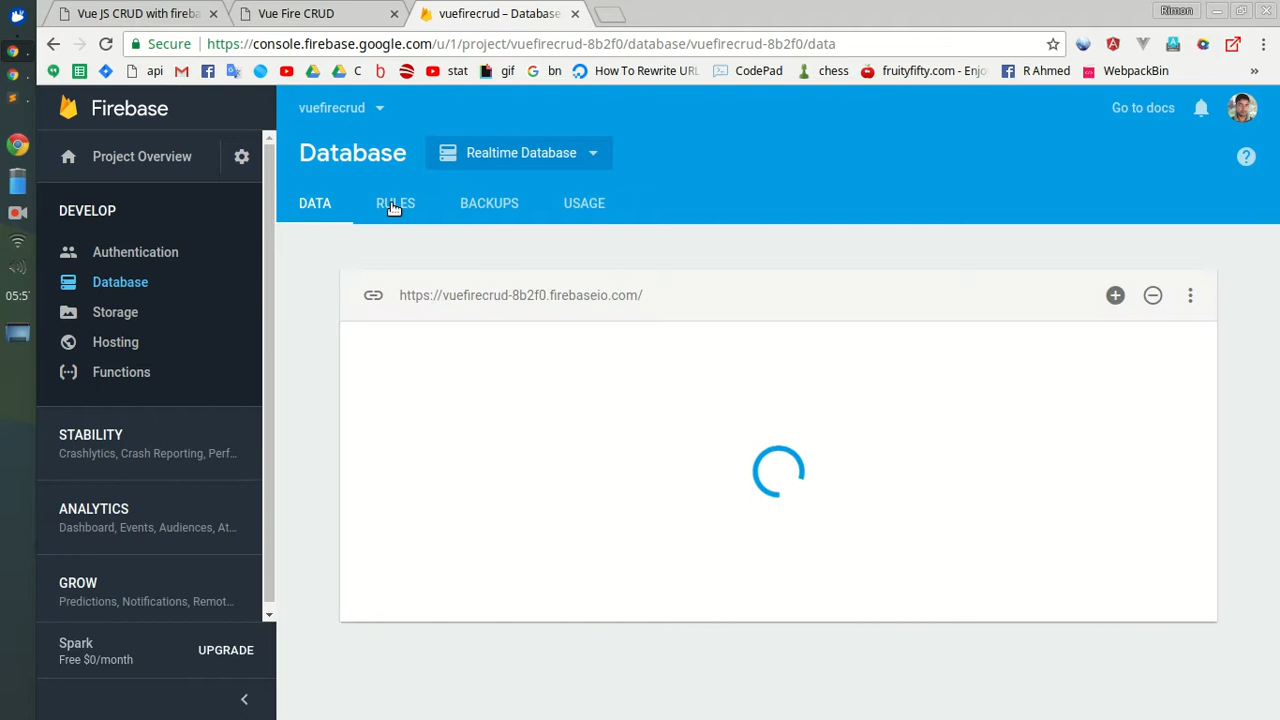 Vue JS CRUD with fireba
Vue Fire CRUD
vuefirecrud – Database
Rimon
Secure
https://console.firebase.google.com/u/1/project/vuefirecrud-8b2f0/database/vuefirecrud-8b2f0/data
api
C
b
stat
gif
bn
How To Rewrite URL
CodePad
chess
fruityfifty.com - Enjo
R Ahmed
WebpackBin
»
Firebase
vuefirecrud
Go to docs
Project Overview
Database
Realtime Database
DATA
RULES
BACKUPS
USAGE
DEVELOP
Authentication
Database
Storage
Hosting
Functions
https://vuefirecrud-8b2f0.firebaseio.com/
05:5
STABILITY
Crashlytics, Crash Reporting, Perf...
ANALYTICS
Dashboard, Events, Audiences, At...
GROW
Predictions, Notifications, Remot...
Spark
Free $0/month
UPGRADE